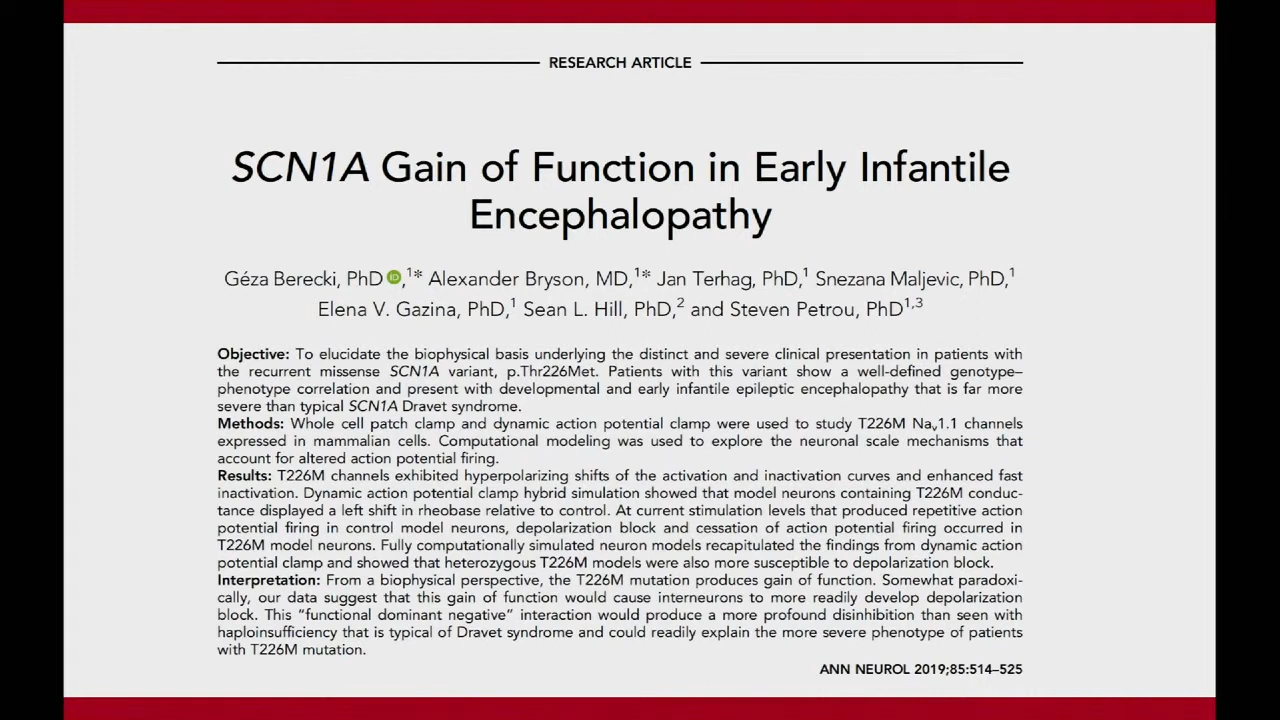 RESEARCH ARTICLE
SCN1A Gain of Function in Early Infantile
Encephalopathy
Géza Berecki, PhD iD,¹* Alexander Bryson, MD,¹* Jan Terhag, PhD,¹ Snezana Maljevic, PhD,¹
Elena V. Gazina, PhD,¹ Sean L. Hill, PhD,² and Steven Petrou, PhD¹,³
Objective: To elucidate the biophysical basis underlying the distinct and severe clinical presentation in patients with
the recurrent missense SCN1A variant, p.Thr226Met. Patients with this variant show a well-defined genotype–
phenotype correlation and present with developmental and early infantile epileptic encephalopathy that is far more
severe than typical SCN1A Dravet syndrome.
Methods: Whole cell patch clamp and dynamic action potential clamp were used to study T226M Naᵥ1.1 channels
expressed in mammalian cells. Computational modeling was used to explore the neuronal scale mechanisms that
account for altered action potential firing.
Results: T226M channels exhibited hyperpolarizing shifts of the activation and inactivation curves and enhanced fast
inactivation. Dynamic action potential clamp hybrid simulation showed that model neurons containing T226M conduc-
tance displayed a left shift in rheobase relative to control. At current stimulation levels that produced repetitive action
potential firing in control model neurons, depolarization block and cessation of action potential firing occurred in
T226M model neurons. Fully computationally simulated neuron models recapitulated the findings from dynamic action
potential clamp and showed that heterozygous T226M models were also more susceptible to depolarization block.
Interpretation: From a biophysical perspective, the T226M mutation produces gain of function. Somewhat paradoxi-
cally, our data suggest that this gain of function would cause interneurons to more readily develop depolarization
block. This “functional dominant negative” interaction would produce a more profound disinhibition than seen with
haploinsufficiency that is typical of Dravet syndrome and could readily explain the more severe phenotype of patients
with T226M mutation.
ANN NEUROL 2019;85:514–525